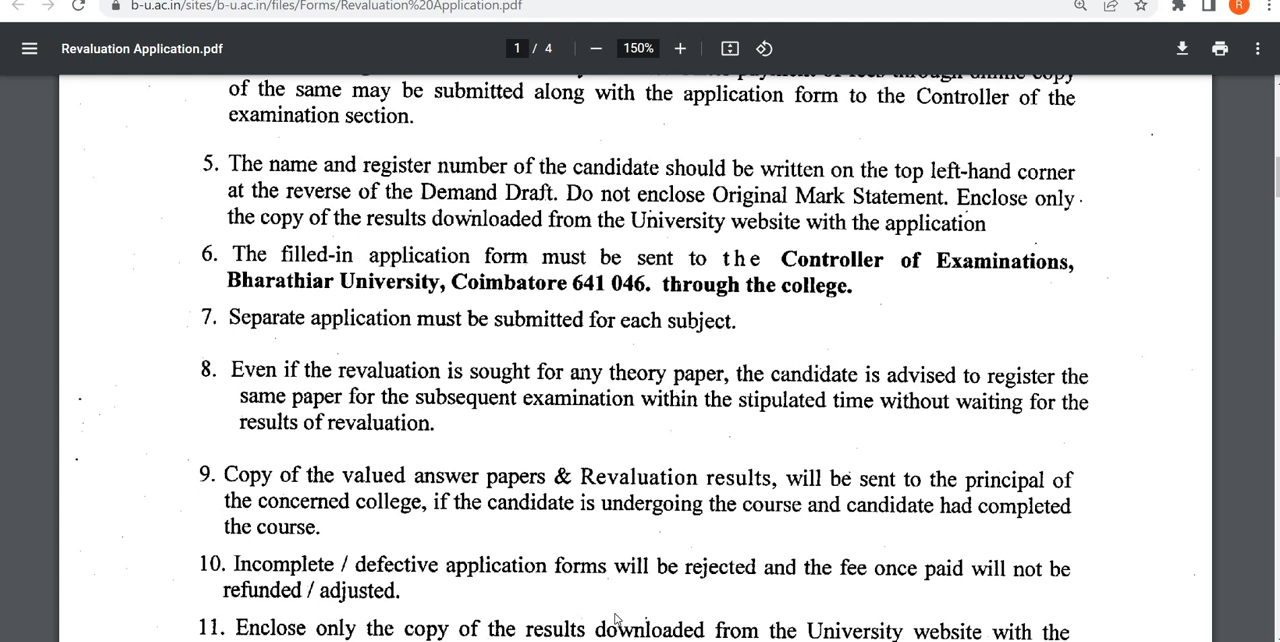 b-u.ac.in/sites/b-u.ac.in/files/Forms/Revaluation%20Application.pdf
R
Revaluation Application.pdf
1 / 4
150%
payment of fees through online copy
of the same may be submitted along with the application form to the Controller of the
examination section.
5. The name and register number of the candidate should be written on the top left-hand corner
at the reverse of the Demand Draft. Do not enclose Original Mark Statement. Enclose only
the copy of the results downloaded from the University website with the application
6. The filled-in application form must be sent to the Controller of Examinations,
Bharathiar University, Coimbatore 641 046. through the college.
7. Separate application must be submitted for each subject.
8. Even if the revaluation is sought for any theory paper, the candidate is advised to register the
same paper for the subsequent examination within the stipulated time without waiting for the
results of revaluation.
9. Copy of the valued answer papers & Revaluation results, will be sent to the principal of
the concerned college, if the candidate is undergoing the course and candidate had completed
the course.
10. Incomplete / defective application forms will be rejected and the fee once paid will not be
refunded / adjusted.
11. Enclose only the copy of the results downloaded from the University website with the